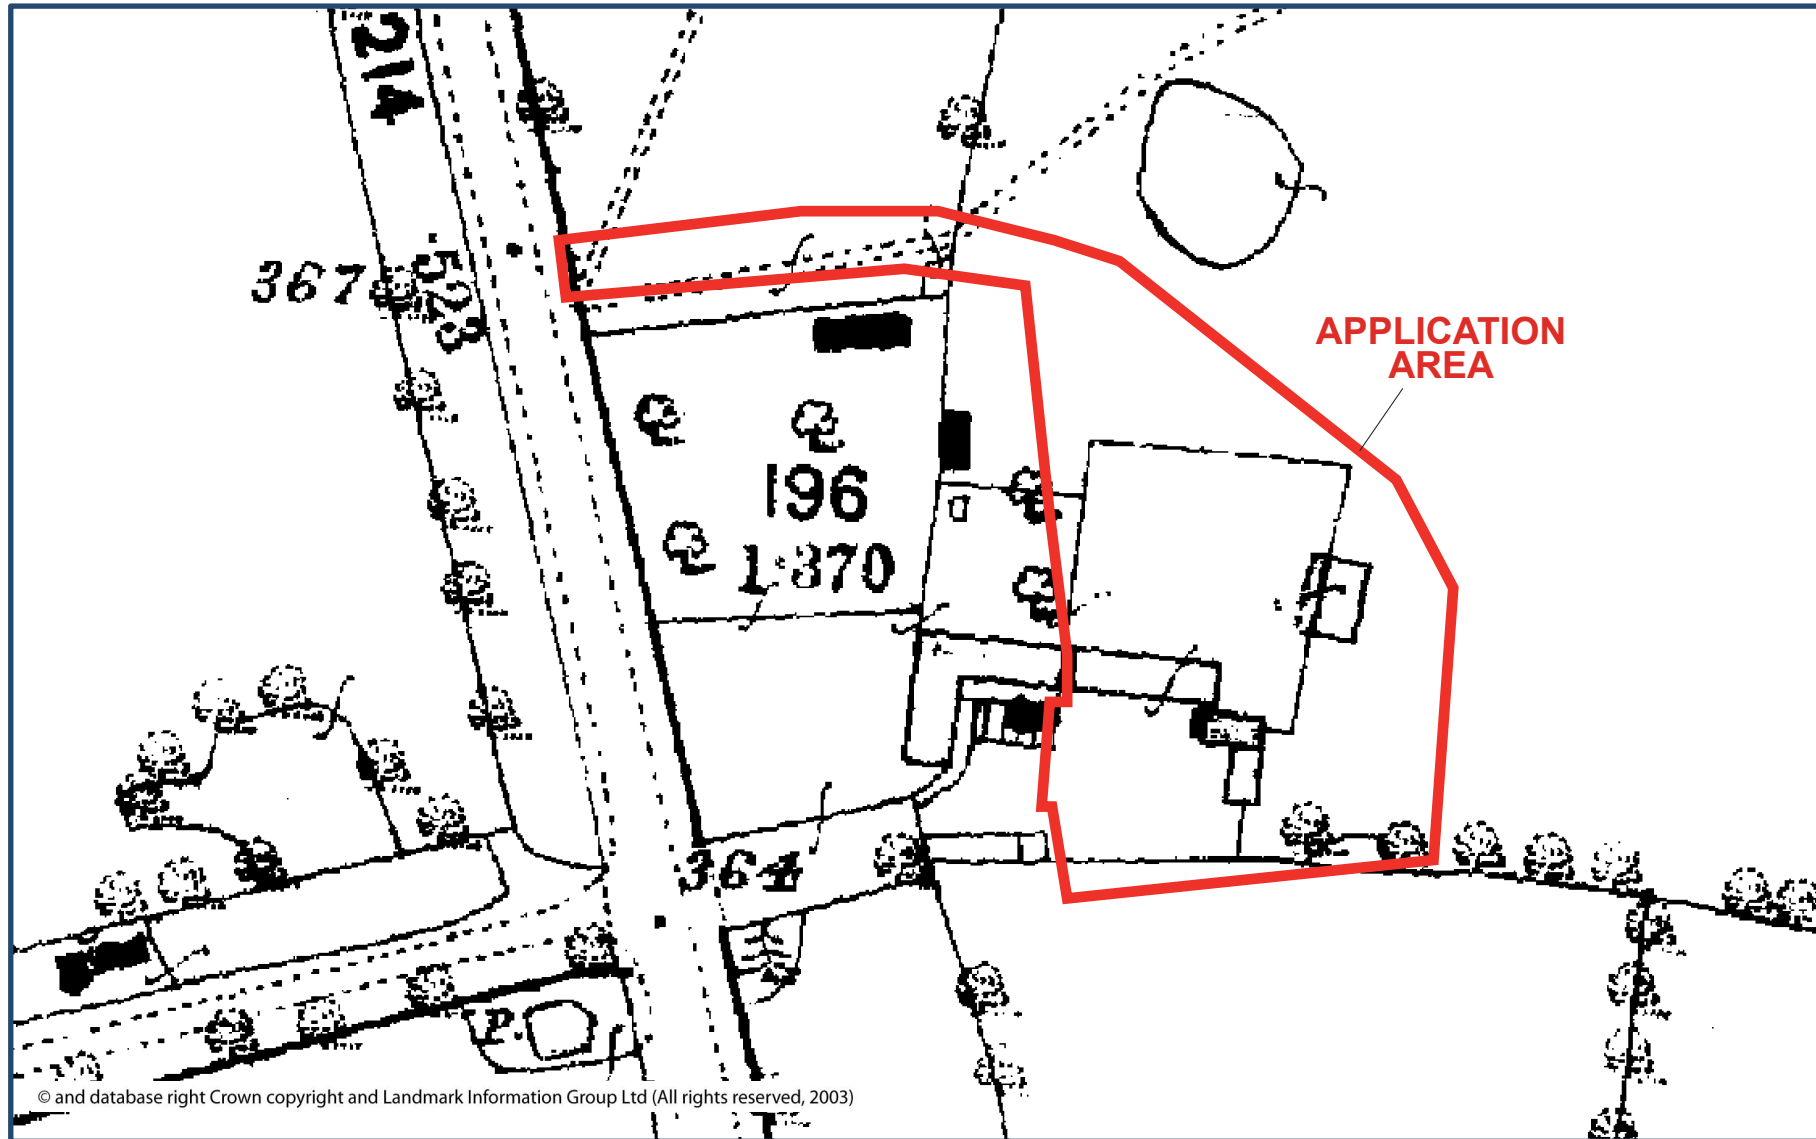 214
367
.523
APPLICATION
AREA
196
1·370
364
P.
© and database right Crown copyright and Landmark Information Group Ltd (All rights reserved, 2003)